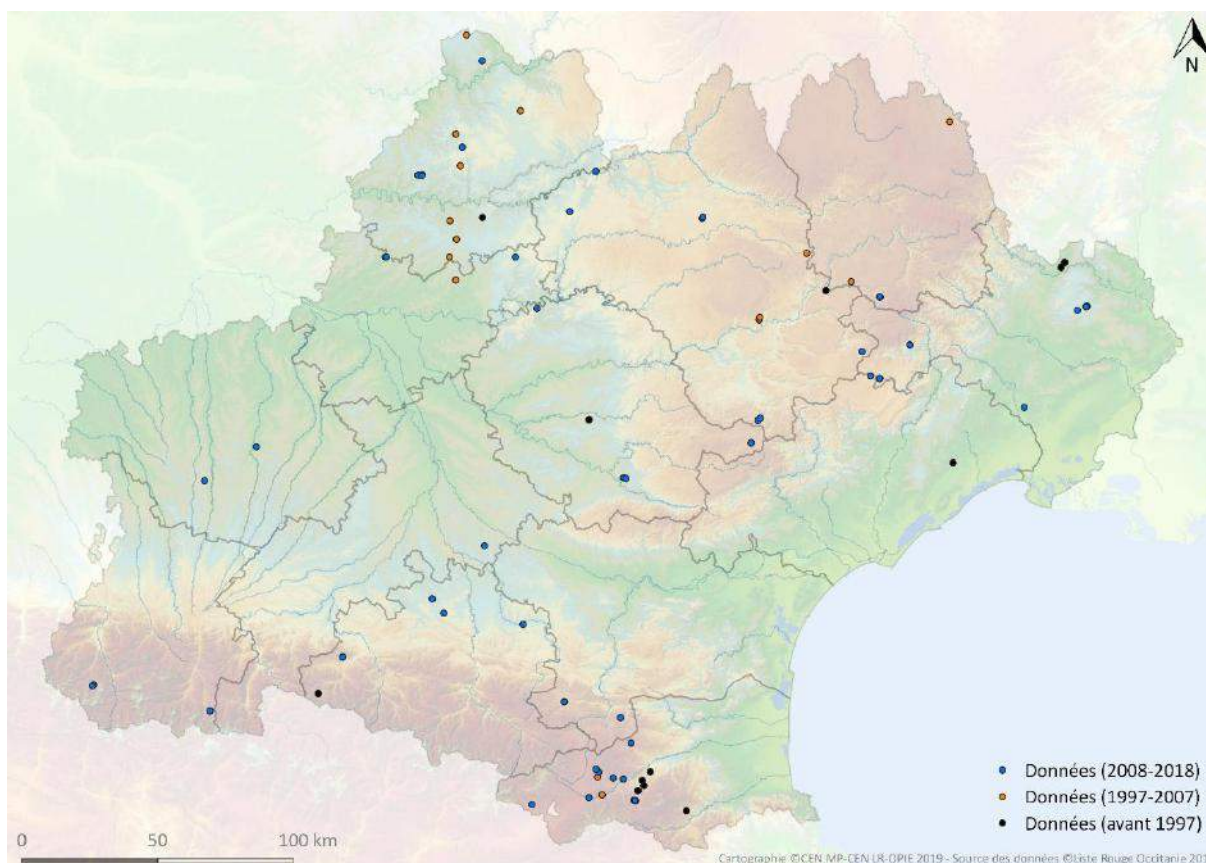 N
Données (2008-2018)
Données (1997-2007)
Données (avant 1997)
0 50 100 km
Cartographie ©CEN MP-CEN LR-OPIE 2019 - Source des données ©Liste Rouge Occitanie 201